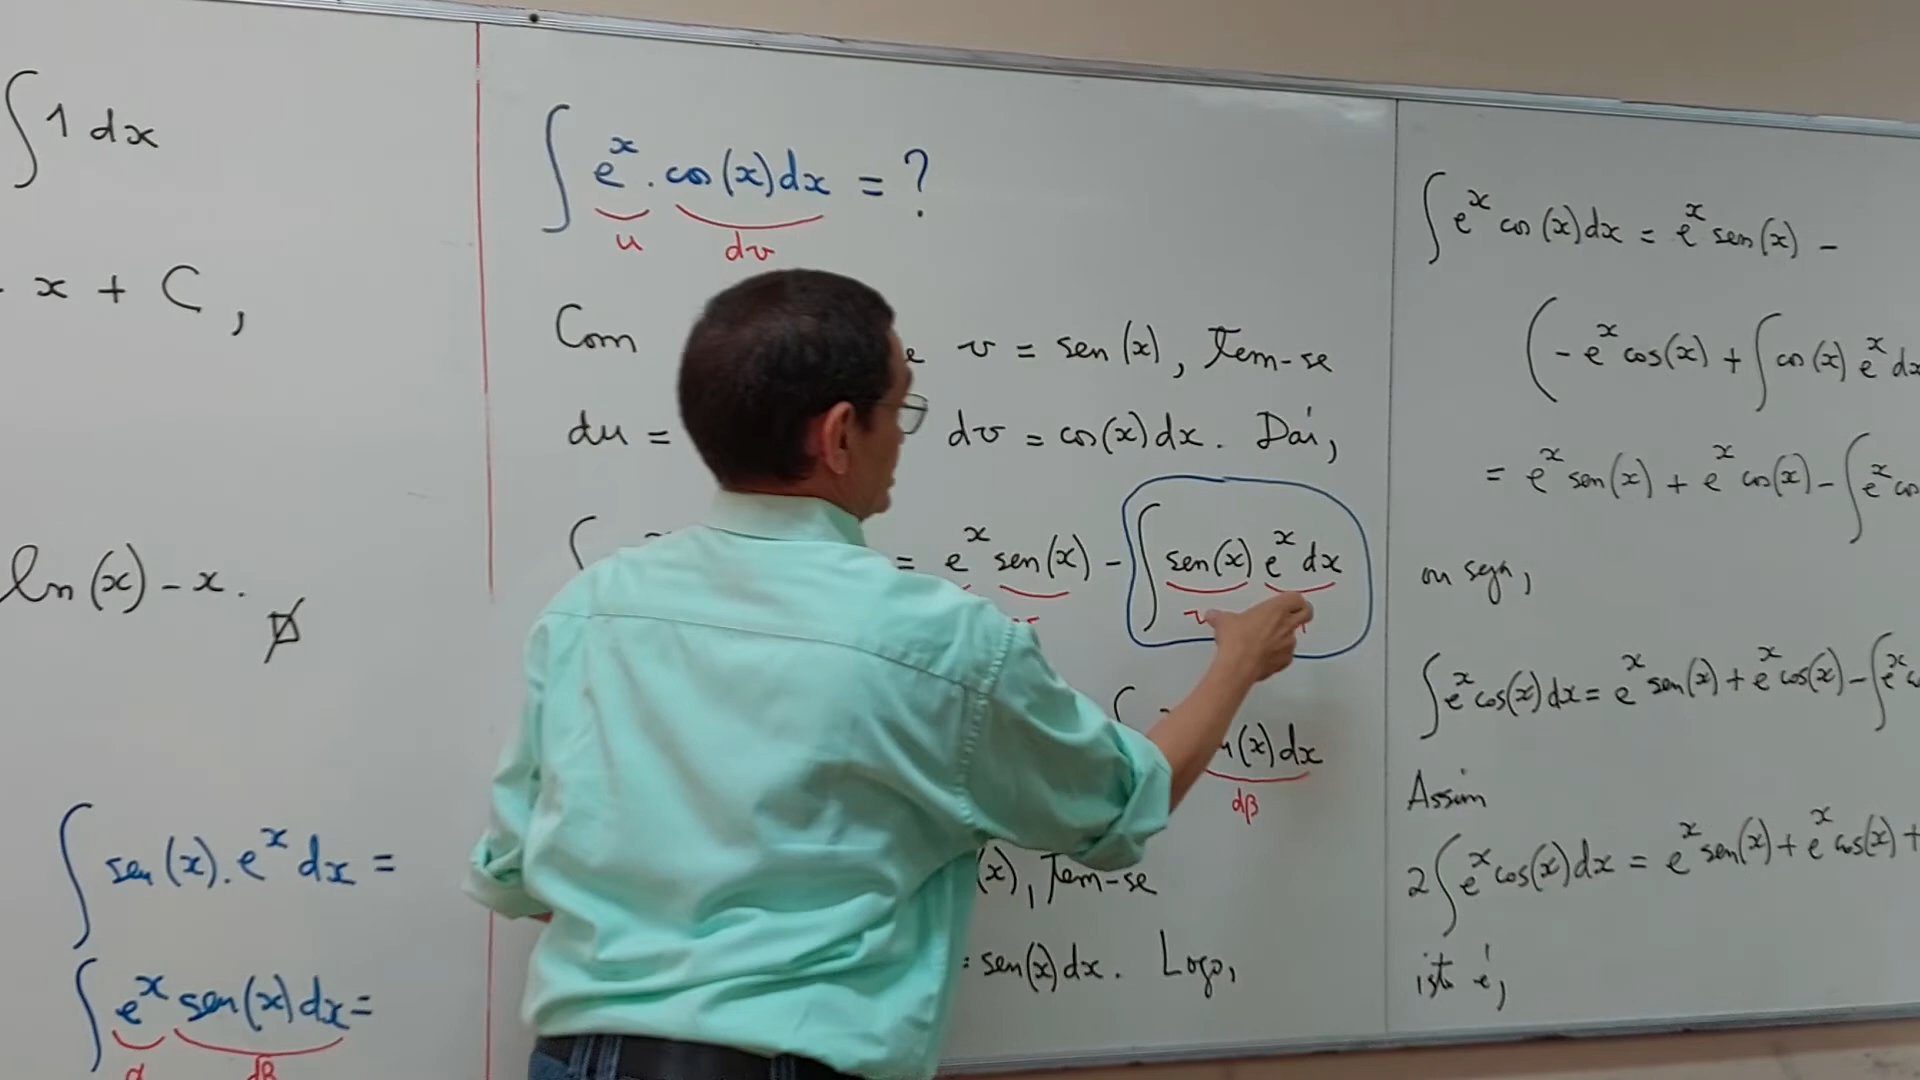 ∫ 1 dx
x + C,
ln(x) - x.
∫ sen(x). e^x dx =
∫ e^x sen(x) dx =
α dβ
∫ e^x . cos(x) dx = ?
u dv
Com e v = sen(x), Tem-se
du = dv = cos(x) dx. Daí,
∫ = e^x sen(x) - ∫ sen(x) e^x dx
(x) dx
dβ
(x), Tem-se
= sen(x) dx. Logo,
∫ e^x cos(x) dx = e^x sen(x) -
(- e^x cos(x) + ∫ cos(x) e^x dx
= e^x sen(x) + e^x cos(x) - ∫ e^x co
ou seja,
∫ e^x cos(x) dx = e^x sen(x) + e^x cos(x) - ∫ e^x c
Assim
2 ∫ e^x cos(x) dx = e^x sen(x) + e^x cos(x) +
isto é,